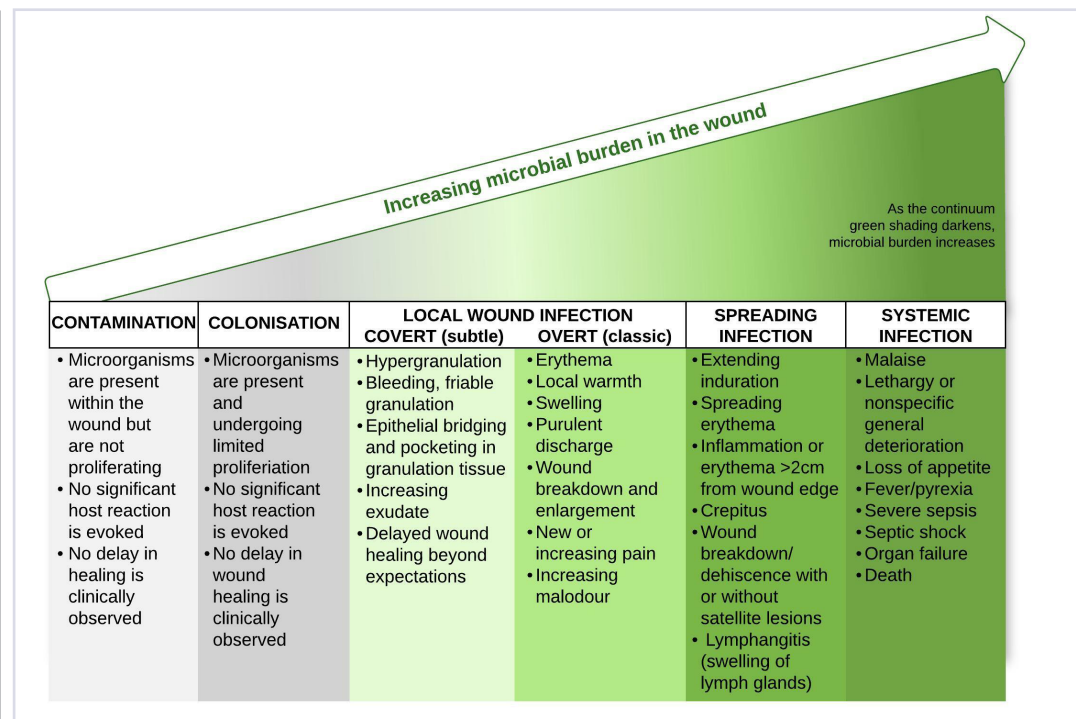 Increasing microbial burden in the wound
As the continuum
green shading darkens,
microbial burden increases
CONTAMINATION
• Microorganisms
are present
within the
wound but
are not
proliferating
• No significant
host reaction
is evoked
• No delay in
healing is
clinically
observed
COLONISATION
• Microorganisms
are present
and
undergoing
limited
proliferiation
• No significant
host reaction
is evoked
• No delay in
wound
healing is
clinically
observed
LOCAL WOUND INFECTION
COVERT (subtle)
• Hypergranulation
• Bleeding, friable
granulation
• Epithelial bridging
and pocketing in
granulation tissue
• Increasing
exudate
• Delayed wound
healing beyond
expectations
OVERT (classic)
• Erythema
• Local warmth
• Swelling
• Purulent
discharge
• Wound
breakdown and
enlargement
• New or
increasing pain
• Increasing
malodour
SPREADING
INFECTION
• Extending
induration
• Spreading
erythema
• Inflammation or
erythema >2cm
from wound edge
• Crepitus
• Wound
breakdown/
dehiscence with
or without
satellite lesions
• Lymphangitis
(swelling of
lymph glands)
SYSTEMIC
INFECTION
• Malaise
• Lethargy or
nonspecific
general
deterioration
• Loss of appetite
• Fever/pyrexia
• Severe sepsis
• Septic shock
• Organ failure
• Death